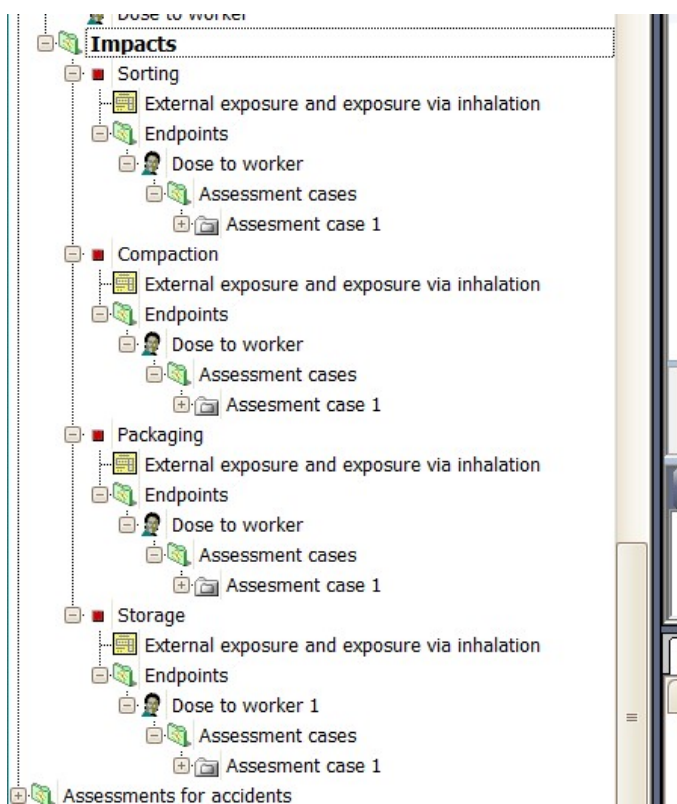 Dose to worker
Impacts
Sorting
External exposure and exposure via inhalation
Endpoints
Dose to worker
Assessment cases
Assesment case 1
Compaction
External exposure and exposure via inhalation
Endpoints
Dose to worker
Assessment cases
Assesment case 1
Packaging
External exposure and exposure via inhalation
Endpoints
Dose to worker
Assessment cases
Assesment case 1
Storage
External exposure and exposure via inhalation
Endpoints
Dose to worker 1
Assessment cases
Assesment case 1
Assessments for accidents